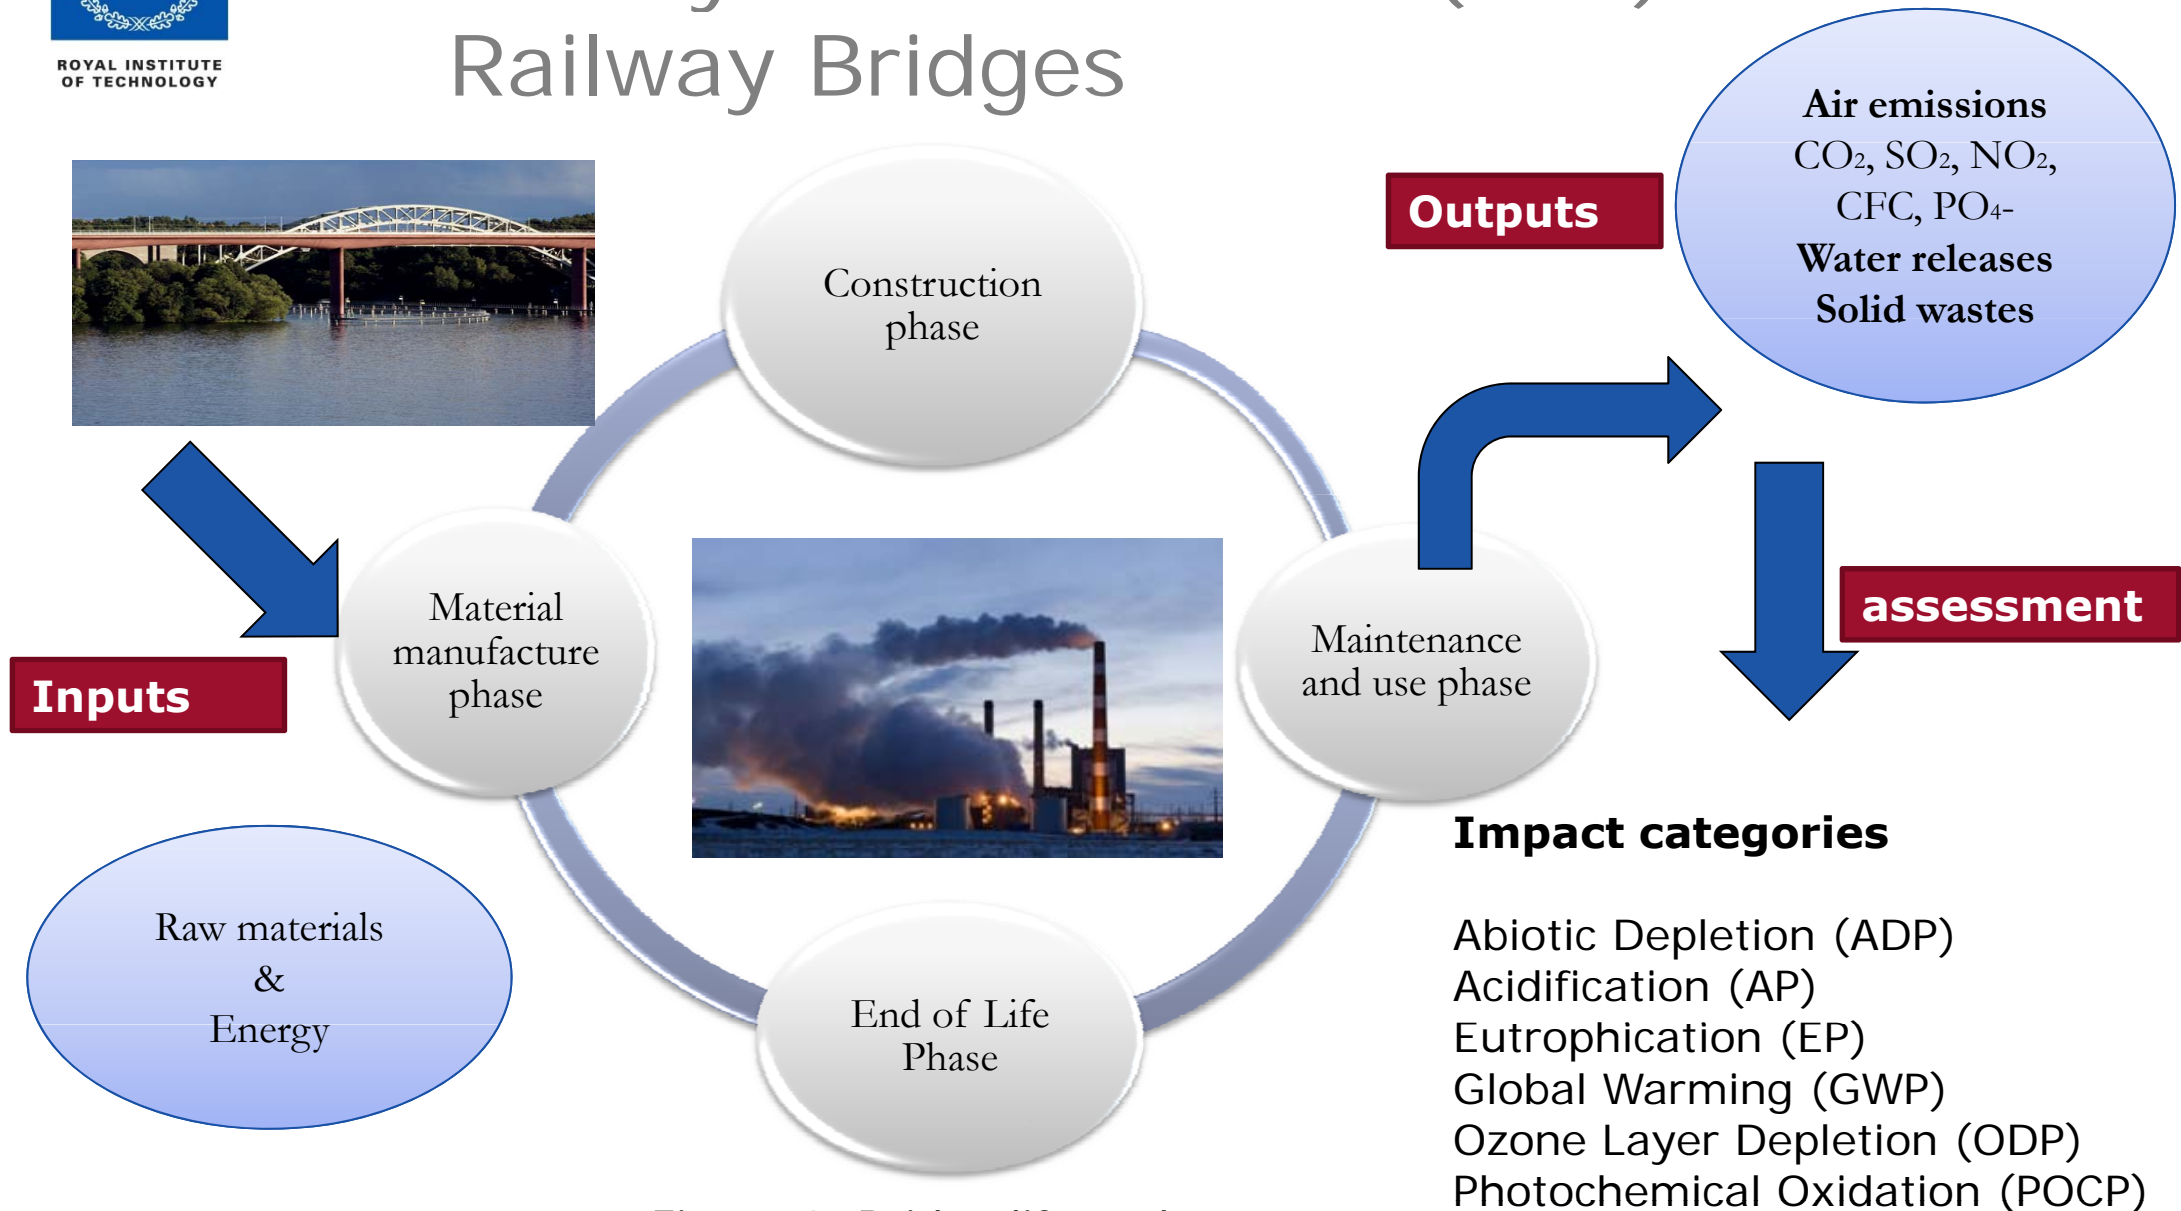 ROYAL INSTITUTE
OF TECHNOLOGY
Railway Bridges
Air emissions
CO₂, SO₂, NO₂,
CFC, PO₄-
Water releases
Solid wastes
Outputs
Construction
phase
Material
manufacture
phase
Maintenance
and use phase
assessment
Inputs
Raw materials
&
Energy
End of Life
Phase
Impact categories
Abiotic Depletion (ADP)
Acidification (AP)
Eutrophication (EP)
Global Warming (GWP)
Ozone Layer Depletion (ODP)
Photochemical Oxidation (POCP)